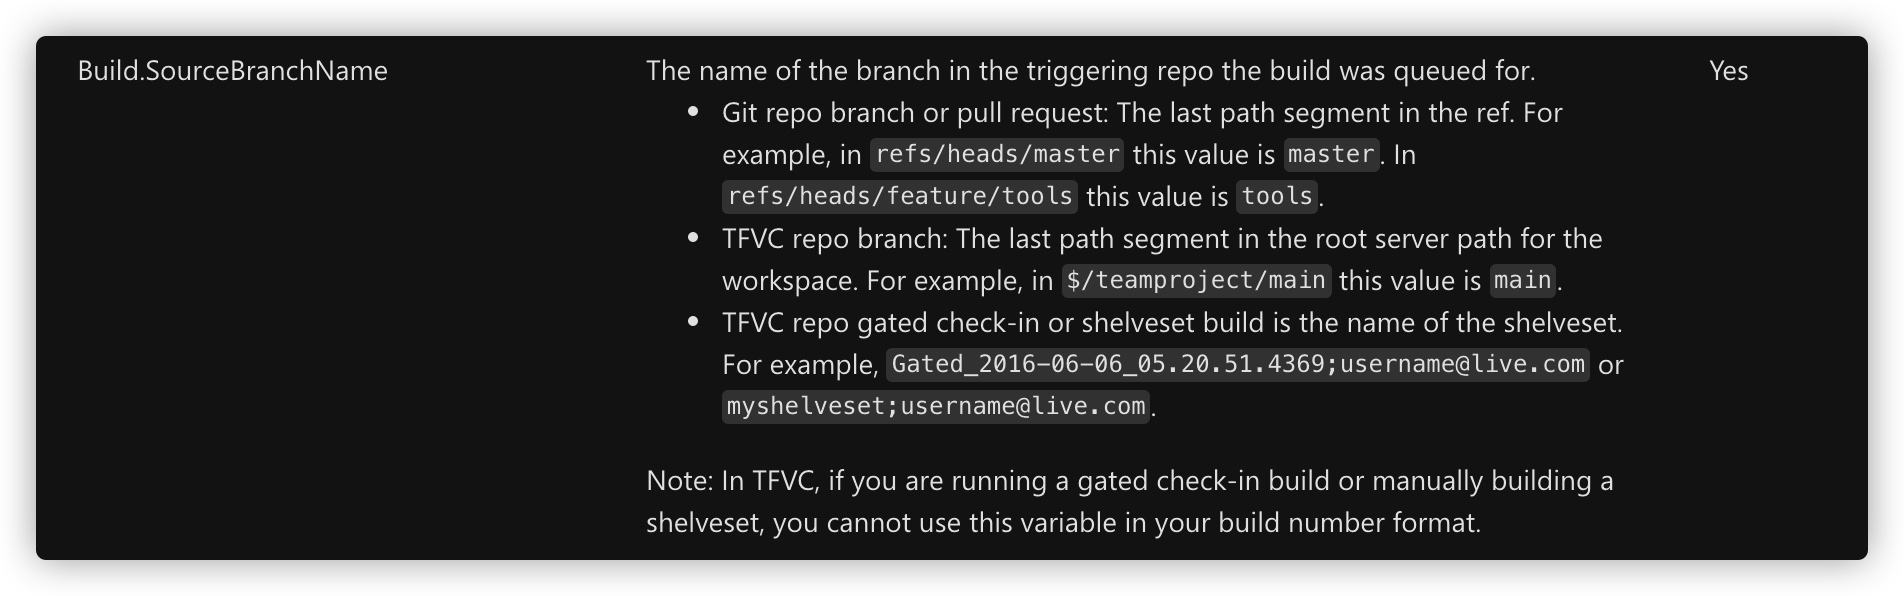 Build.SourceBranchName
The name of the branch in the triggering repo the build was queued for.
Yes
• Git repo branch or pull request: The last path segment in the ref. For
example, in refs/heads/master this value is master. In
refs/heads/feature/tools this value is tools.
• TFVC repo branch: The last path segment in the root server path for the
workspace. For example, in $/teamproject/main this value is main.
• TFVC repo gated check-in or shelveset build is the name of the shelveset.
For example, Gated_2016-06-06_05.20.51.4369;username@live.com or
myshelveset;username@live.com.
Note: In TFVC, if you are running a gated check-in build or manually building a
shelveset, you cannot use this variable in your build number format.